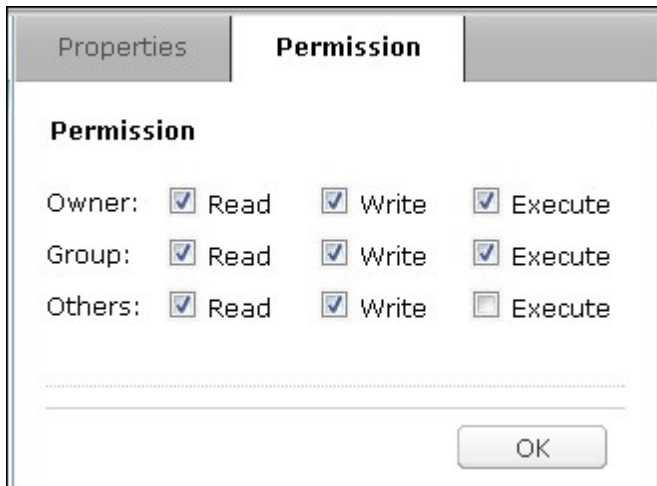 Properties Permission
Permission
Owner: Read Write Execute
Group: Read Write Execute
Others: Read Write Execute
OK